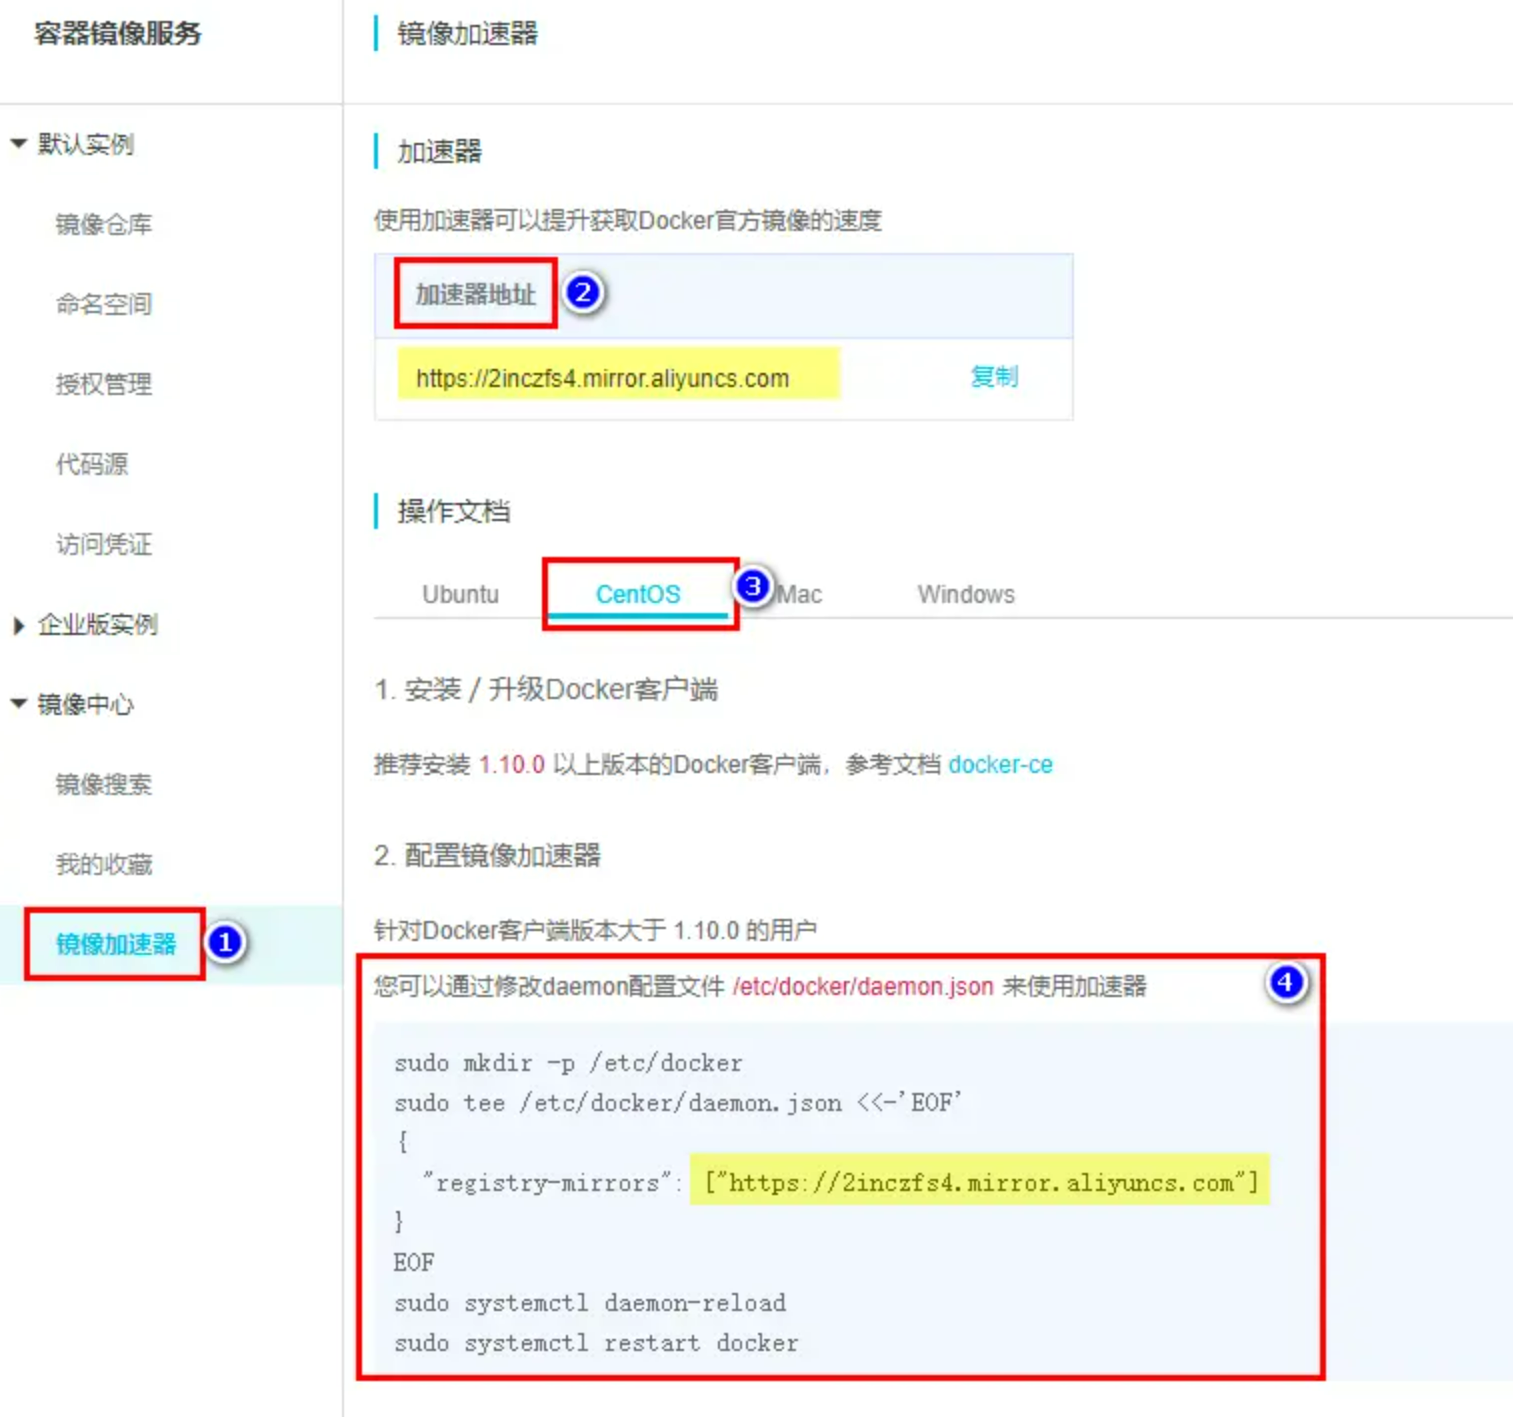 容器镜像服务
默认实例
镜像仓库
命名空间
授权管理
代码源
访问凭证
企业版实例
镜像中心
镜像搜索
我的收藏
镜像加速器
1
镜像加速器
加速器
使用加速器可以提升获取Docker官方镜像的速度
加速器地址
2
https://2inczfs4.mirror.aliyuncs.com
复制
操作文档
Ubuntu
CentOS
3
Mac
Windows
1. 安装 / 升级Docker客户端
推荐安装 1.10.0 以上版本的Docker客户端，参考文档 docker-ce
2. 配置镜像加速器
针对Docker客户端版本大于 1.10.0 的用户
您可以通过修改daemon配置文件 /etc/docker/daemon.json 来使用加速器
4
sudo mkdir -p /etc/docker
sudo tee /etc/docker/daemon.json <<-'EOF'
{
"registry-mirrors": ["https://2inczfs4.mirror.aliyuncs.com"]
}
EOF
sudo systemctl daemon-reload
sudo systemctl restart docker